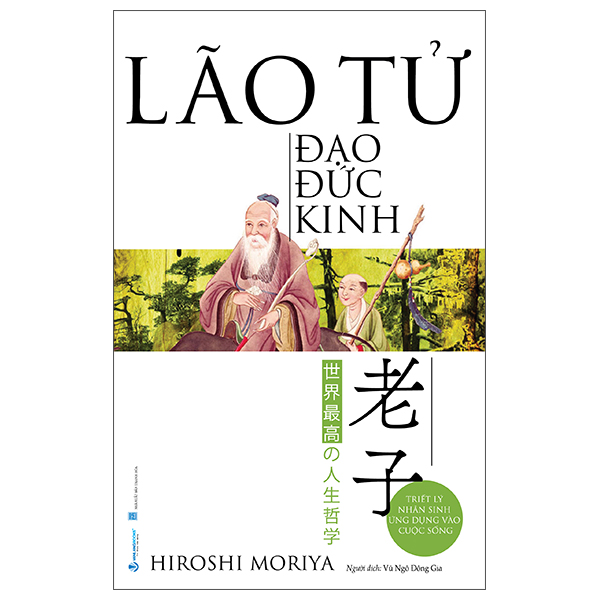 LÃO TỬ
ĐẠO
ĐỨC
KINH
老子
世界最高の人生哲学
TRIẾT LÝ
NHÂN SINH
ỨNG DỤNG VÀO
CUỘC SỐNG
HIROSHI MORIYA
Người dịch: Vũ Ngô Dông Gia